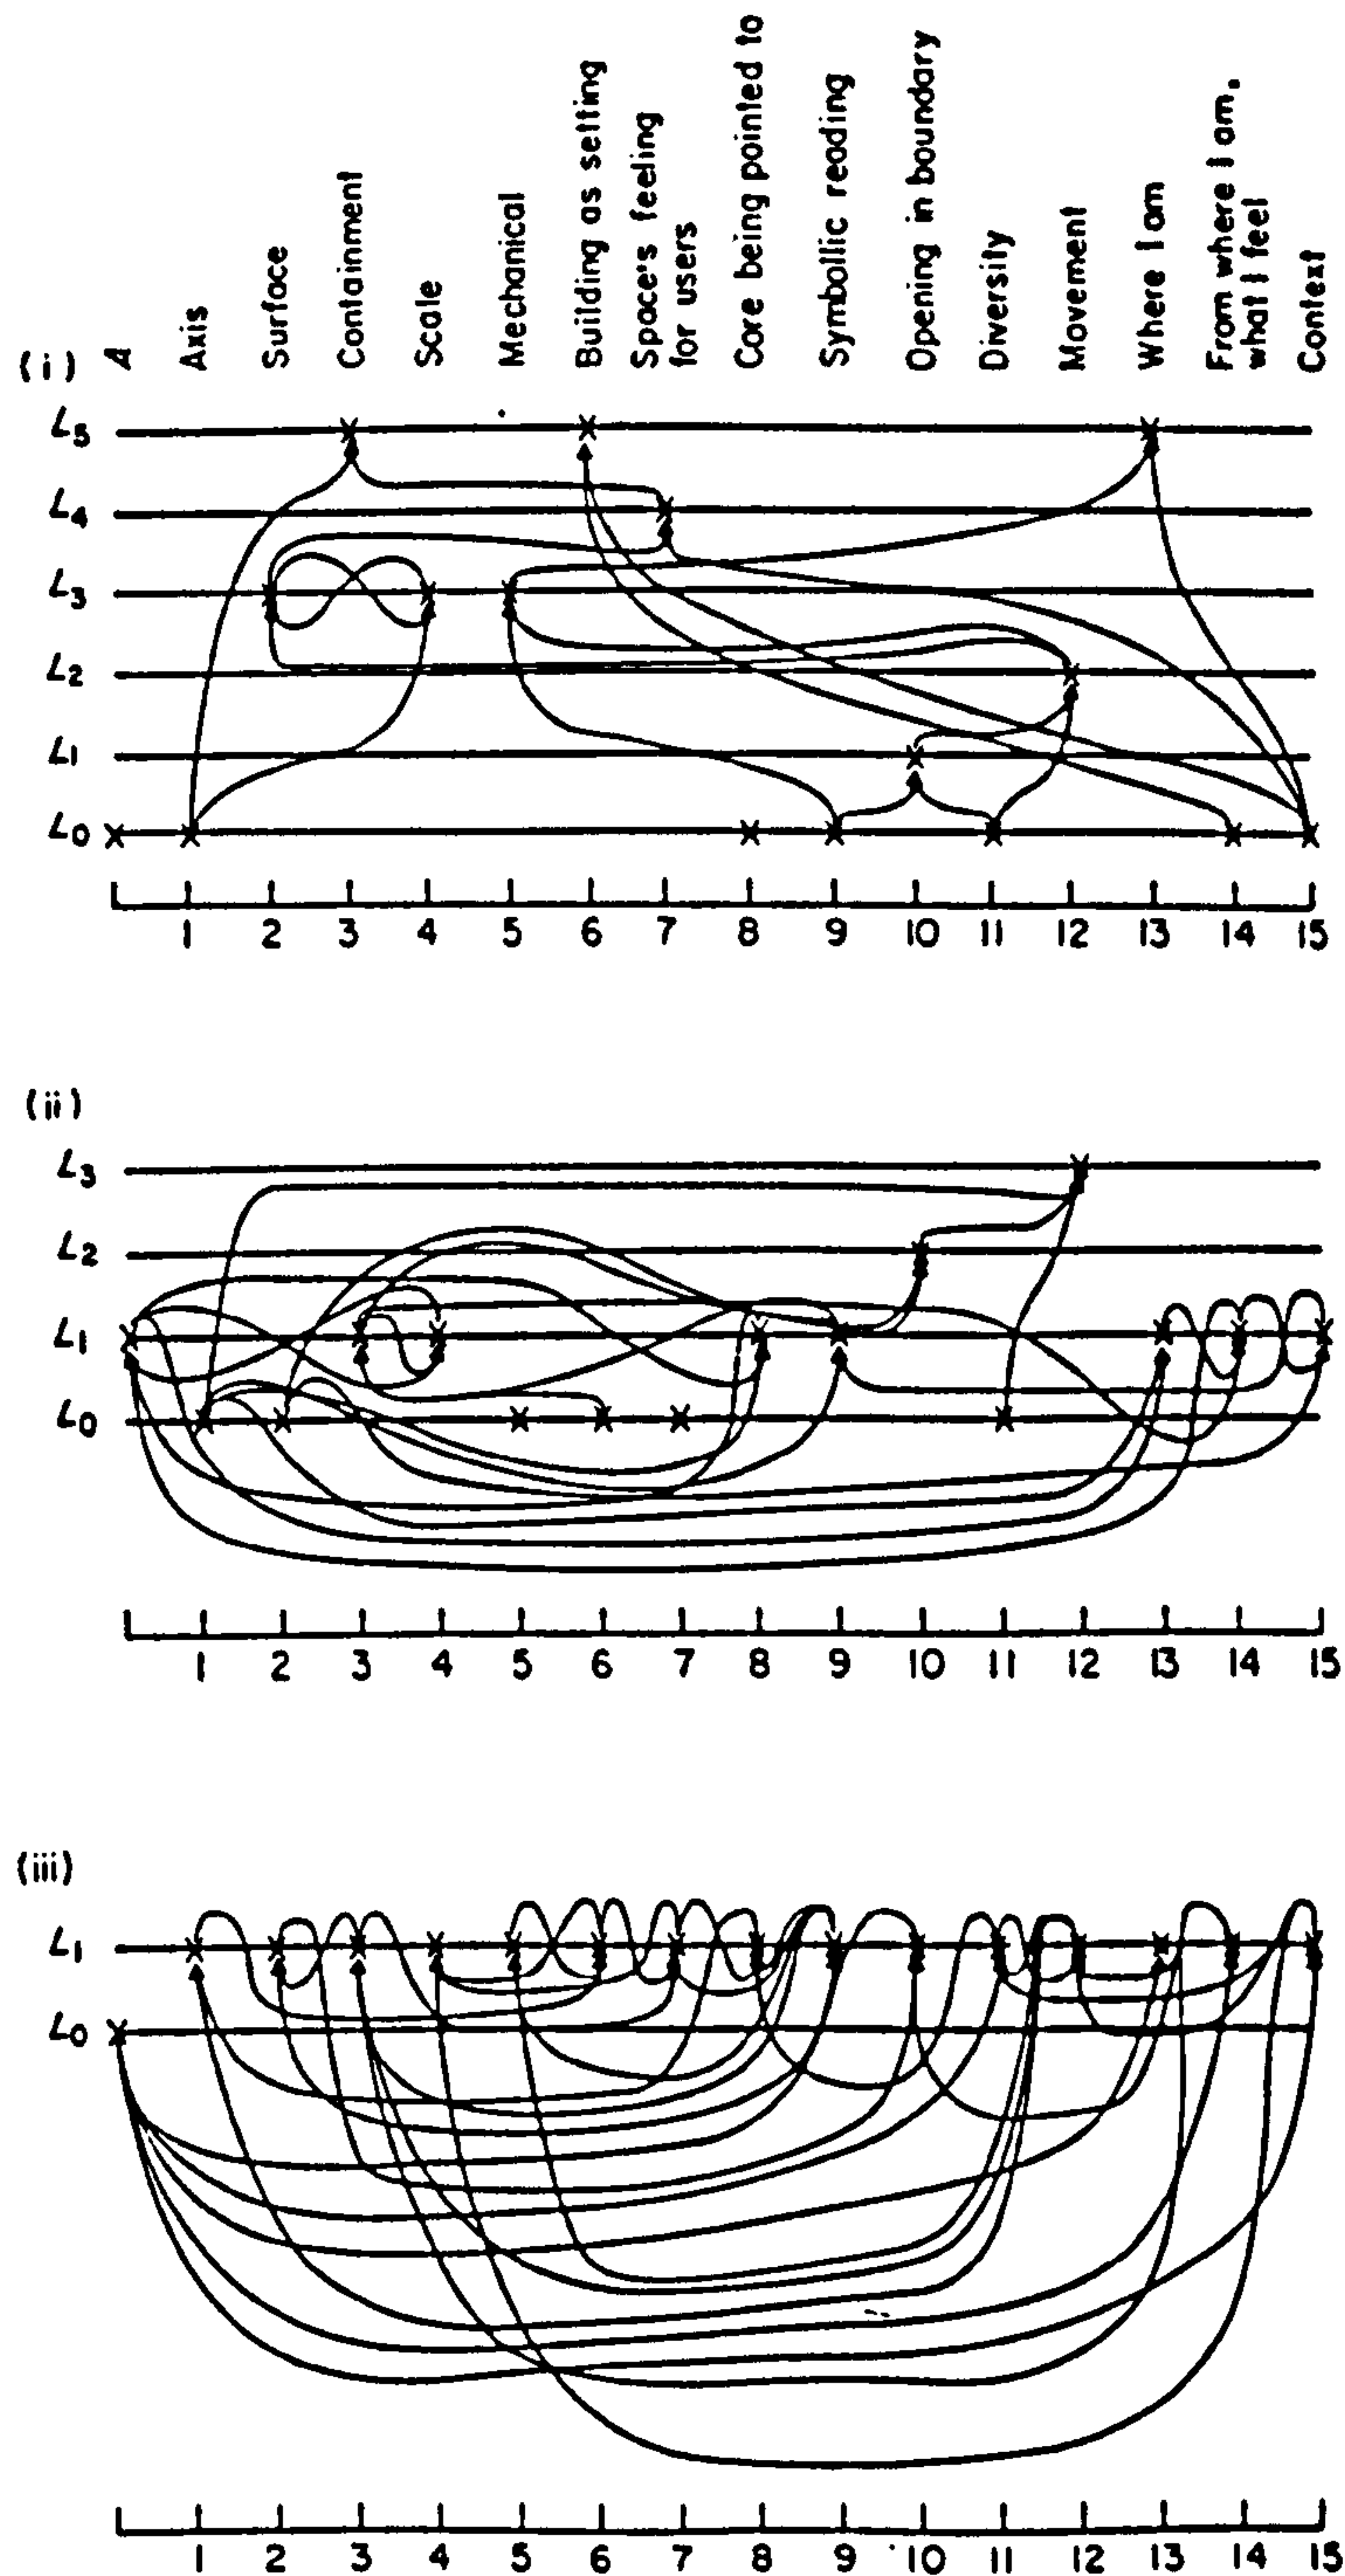 (i)
A
Axis
Surface
Containment
Scale
Mechanical
Building as setting
Space's feeling
for users
Core being pointed to
Symbollic reading
Opening in boundary
Diversity
Movement
Where I am
From where I am,
what I feel
Context
L5
L4
L3
L2
L1
L0
1 2 3 4 5 6 7 8 9 10 11 12 13 14 15
(ii)
L3
L2
L1
L0
1 2 3 4 5 6 7 8 9 10 11 12 13 14 15
(iii)
L1
L0
1 2 3 4 5 6 7 8 9 10 11 12 13 14 15